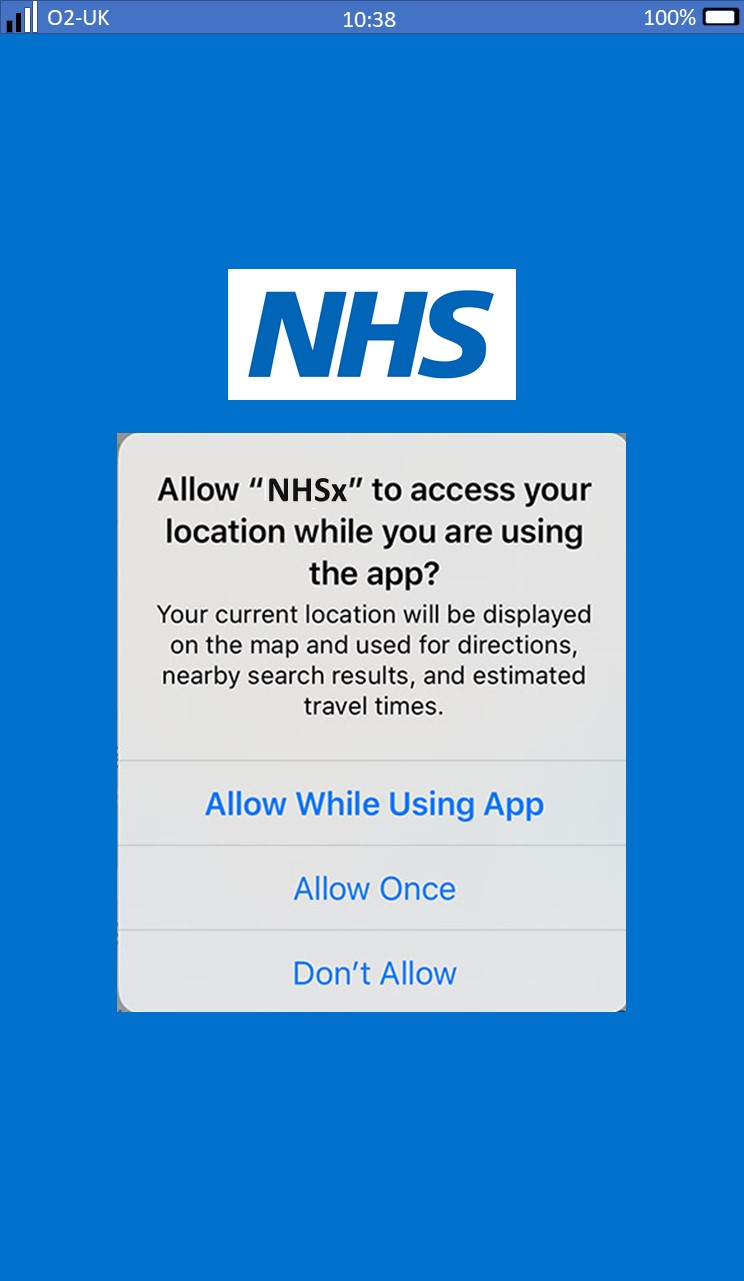 O2-UK 10:38 100%
NHS
Allow “NHSx” to access your
location while you are using
the app?
Your current location will be displayed
on the map and used for directions,
nearby search results, and estimated
travel times.
Allow While Using App
Allow Once
Don’t Allow